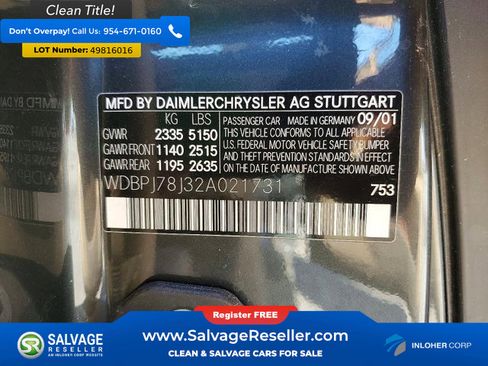 Clean Title!
Don't Overpay! Call Us: 954-671-0160
LOT Number: 49816016
MFD BY DAIMLERCHRYSLER AG STUTTGART
KG LBS
GVWR 2335 5150
GAWR FRONT 1140 2515
GAWR REAR 1195 2635
MADE IN GERMANY 09/01
PASSENGER CAR
THIS VEHICLE CONFORMS TO ALL APPLICABLE
U.S. FEDERAL MOTOR VEHICLE SAFETY BUMPER
AND THEFT PREVENTION STANDARDS IN
EFFECT ON THE DATE OF MANUFACTURE
SHOWN ABOVE.
WDBPJ78J32A021731
753
Register FREE
www.SalvageReseller.com
CLEAN & SALVAGE CARS FOR SALE
SALVAGE
RESELLER
AN INLOHER CORP WEBSITE
INLOHER CORP